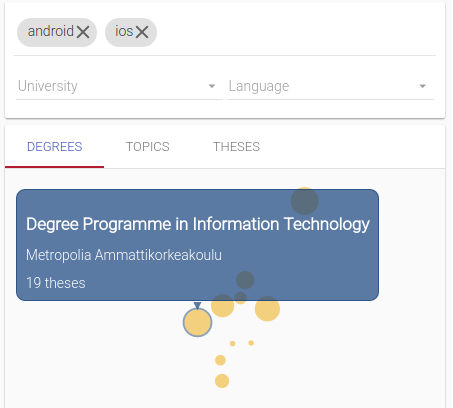 android ios
University Language
DEGREES TOPICS THESES
Degree Programme in Information Technology
Metropolia Ammattikorkeakoulu
19 theses